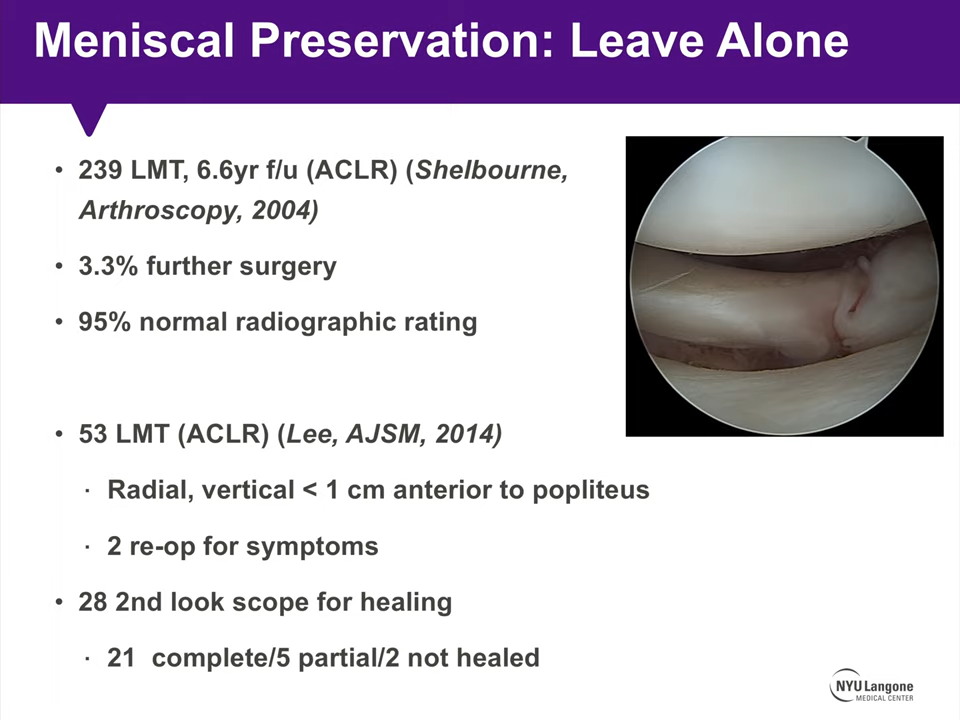 Meniscal Preservation: Leave Alone
• 239 LMT, 6.6yr f/u (ACLR) (Shelbourne,
Arthroscopy, 2004)
• 3.3% further surgery
• 95% normal radiographic rating
• 53 LMT (ACLR) (Lee, AJSM, 2014)
· Radial, vertical < 1 cm anterior to popliteus
· 2 re-op for symptoms
• 28 2nd look scope for healing
· 21  complete/5 partial/2 not healed
NYU Langone
MEDICAL CENTER